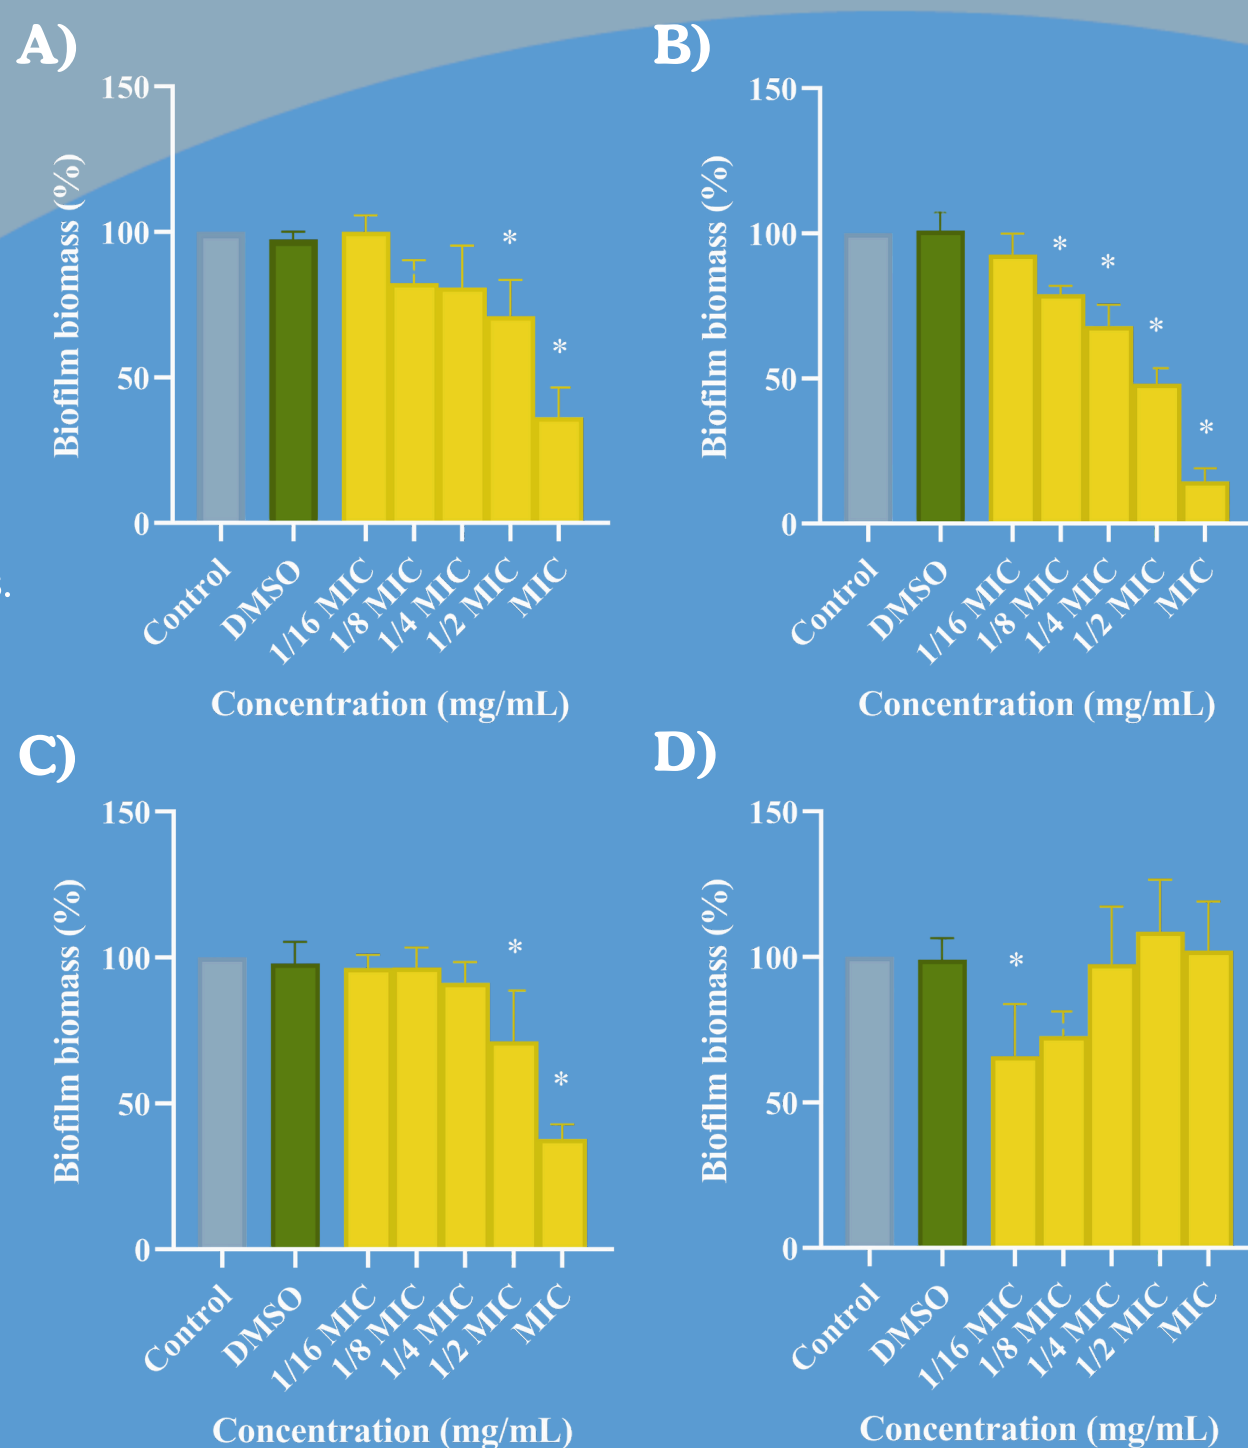 A)
150
100
50
0
Biofilm biomass (%)
*
*
Control
DMSO
1/16 MIC
1/8 MIC
1/4 MIC
1/2 MIC
MIC
Concentration (mg/mL)
B)
150
100
50
0
Biofilm biomass (%)
*
*
*
*
Control
DMSO
1/16 MIC
1/8 MIC
1/4 MIC
1/2 MIC
MIC
Concentration (mg/mL)
C)
150
100
50
0
Biofilm biomass (%)
*
*
Control
DMSO
1/16 MIC
1/8 MIC
1/4 MIC
1/2 MIC
MIC
Concentration (mg/mL)
D)
150
100
50
0
Biofilm biomass (%)
*
Control
DMSO
1/16 MIC
1/8 MIC
1/4 MIC
1/2 MIC
MIC
Concentration (mg/mL)